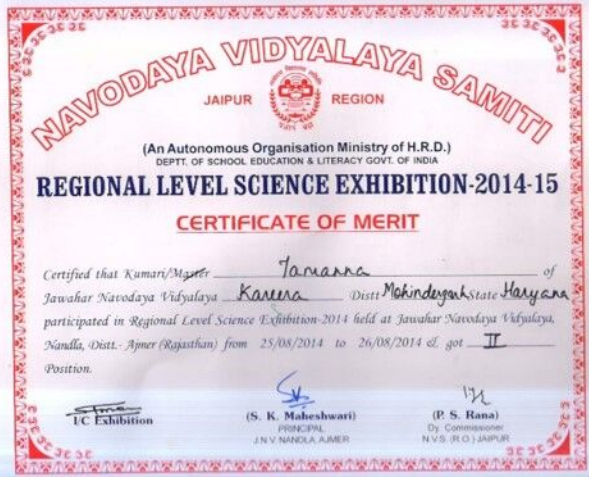 NAVODAYA VIDYALAYA SAMITI
JAIPUR REGION
(An Autonomous Organisation Ministry of H.R.D.)
DEPTT. OF SCHOOL EDUCATION & LITERACY GOVT. OF INDIA
REGIONAL LEVEL SCIENCE EXHIBITION-2014-15
CERTIFICATE OF MERIT
Certified that Kumari/Master Tamanna of
Jawahar Navodaya Vidyalaya Kareera Distt Mohindergarh State Haryana
participated in Regional Level Science Exhibition-2014 held at Jawahar Navodaya Vidyalaya,
Nandla, Distt.- Ajmer (Rajasthan) from 25/08/2014 to 26/08/2014 & got II
Position.
I/C Exhibition
(S. K. Maheshwari)
PRINCIPAL
J.N.V. NANDLA, AJMER
(P. S. Rana)
Dy. Commissioner
N.V.S. (R.O.) JAIPUR